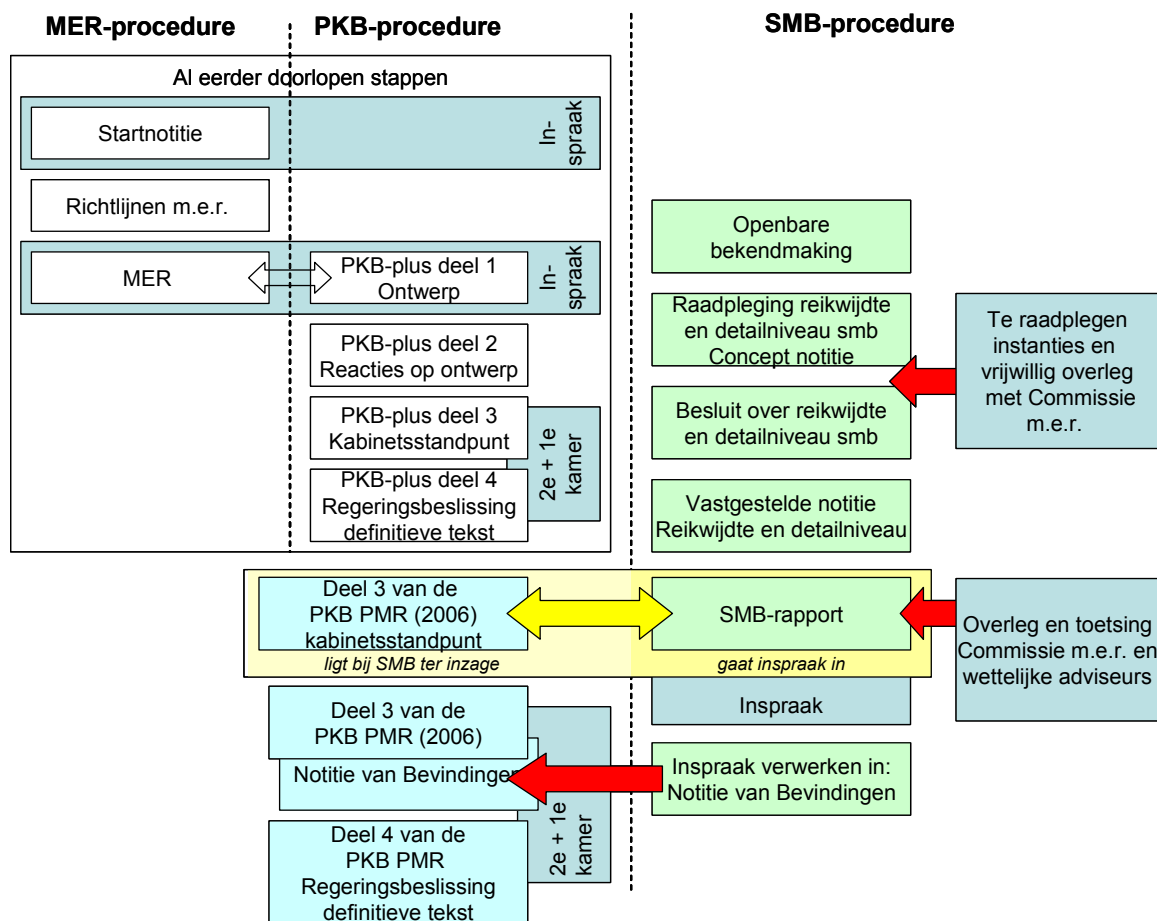 MER-procedure
PKB-procedure
SMB-procedure
Al eerder doorlopen stappen
Startnotitie
In-
spraak
Richtlijnen m.e.r.
MER
PKB-plus deel 1
Ontwerp
In-
spraak
PKB-plus deel 2
Reacties op ontwerp
PKB-plus deel 3
Kabinetsstandpunt
PKB-plus deel 4
Regeringsbeslissing
definitieve tekst
2e + 1e
kamer
Openbare
bekendmaking
Raadpleging reikwijdte
en detailniveau smb
Concept notitie
Te raadplegen
instanties en
vrijwillig overleg
met Commissie
m.e.r.
Besluit over reikwijdte
en detailniveau smb
Vastgestelde notitie
Reikwijdte en detailniveau
Deel 3 van de
PKB PMR (2006)
kabinetsstandpunt
ligt bij SMB ter inzage
SMB-rapport
gaat inspraak in
Overleg en toetsing
Commissie m.e.r. en
wettelijke adviseurs
Inspraak
Deel 3 van de
PKB PMR (2006)
Notitie van Bevindingen
Inspraak verwerken in:
Notitie van Bevindingen
2e + 1e
kamer
Deel 4 van de
PKB PMR
Regeringsbeslissing
definitieve tekst